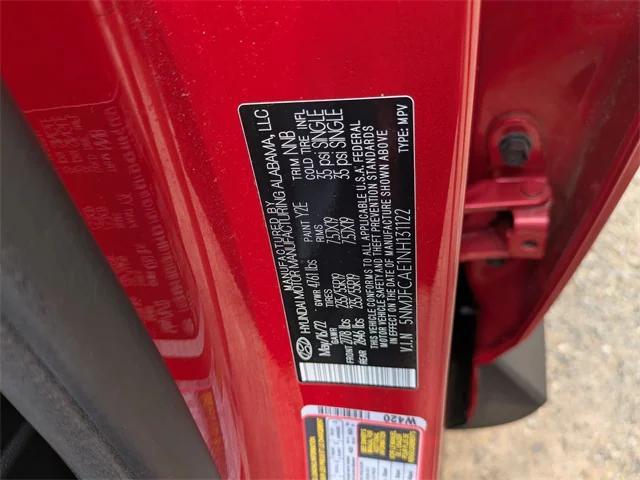 MANUFACTURED BY
HYUNDAI MOTOR MANUFACTURING ALABAMA, LLC
May/16/22 GVWR 4761 lbs PAINT Y2E TRIM NNB
GAWR TIRES RIMS COLD TIRE INFL
FRONT 2778 lbs 235/55R19 7.5JX19 35 psi SINGLE
REAR 2646 lbs 235/55R19 7.5JX19 35 psi SINGLE
THIS VEHICLE CONFORMS TO ALL APPLICABLE U.S.A. FEDERAL
MOTOR VEHICLE SAFETY AND THEFT PREVENTION STANDARDS
IN EFFECT ON THE DATE OF MANUFACTURE SHOWN ABOVE
V.I.N: 5NMJFCAE1NH131122 TYPE: MPV
W420